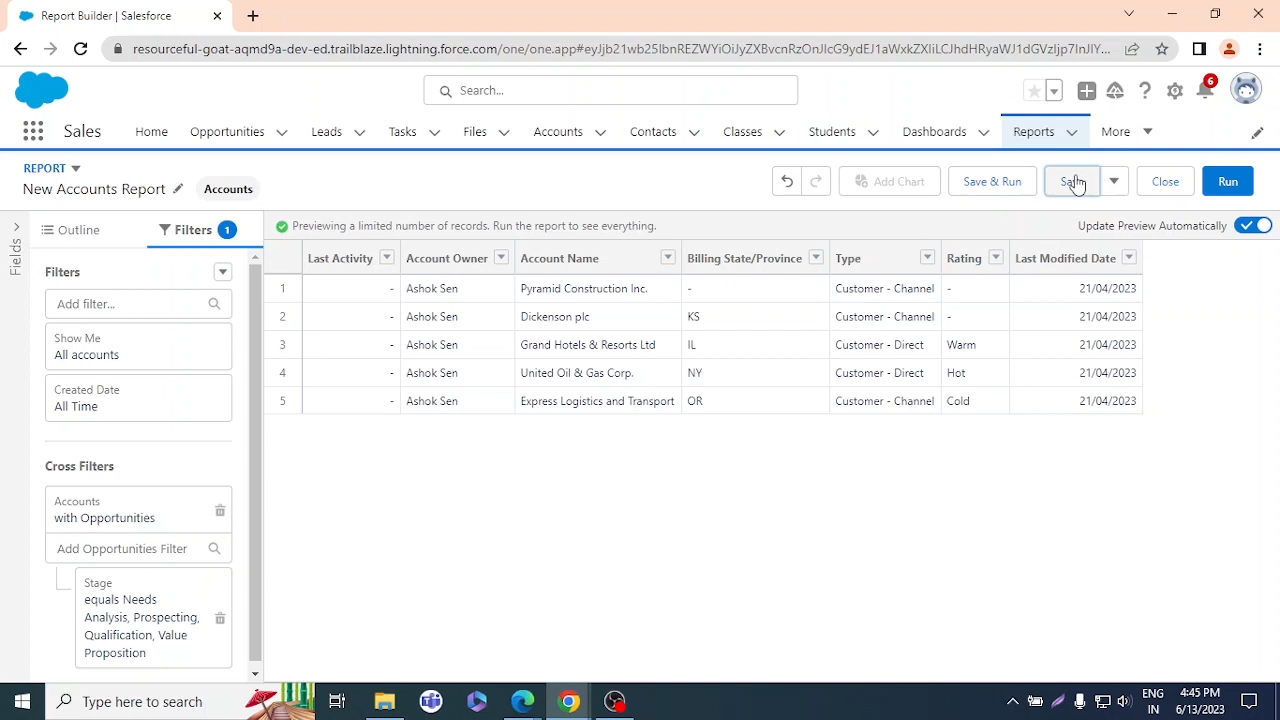 Report Builder | Salesforce
resourceful-goat-aqmd9a-dev-ed.trailblaze.lightning.force.com/one/one.app#
Search...
6
Sales Home Opportunities Leads Tasks Files Accounts Contacts Classes Students Dashboards Reports More
REPORT
New Accounts Report Accounts
Add Chart Save & Run Save Close Run
Fields
Outline Filters 1
Previewing a limited number of records. Run the report to see everything. Update Preview Automatically
Filters
Add filter...
Show Me
All accounts
Created Date
All Time
Cross Filters
Accounts
with Opportunities
Add Opportunities Filter
Stage
equals Needs
Analysis, Prospecting,
Qualification, Value
Proposition
Last Activity Account Owner Account Name Billing State/Province Type Rating Last Modified Date
1 - Ashok Sen Pyramid Construction Inc. - Customer - Channel - 21/04/2023
2 - Ashok Sen Dickenson plc KS Customer - Channel - 21/04/2023
3 - Ashok Sen Grand Hotels & Resorts Ltd IL Customer - Direct Warm 21/04/2023
4 - Ashok Sen United Oil & Gas Corp. NY Customer - Direct Hot 21/04/2023
5 - Ashok Sen Express Logistics and Transport OR Customer - Channel Cold 21/04/2023
Type here to search
ENG
IN
4:45 PM
6/13/2023